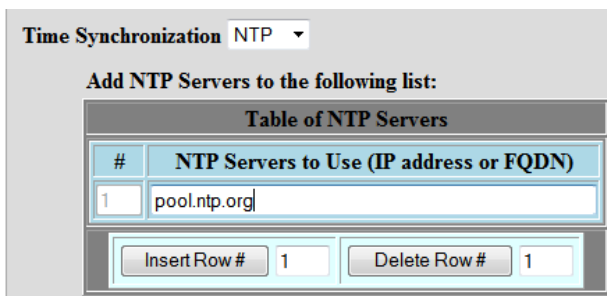 Time Synchronization NTP
Add NTP Servers to the following list:
Table of NTP Servers
# NTP Servers to Use (IP address or FQDN)
1 pool.ntp.org
Insert Row # 1 Delete Row # 1